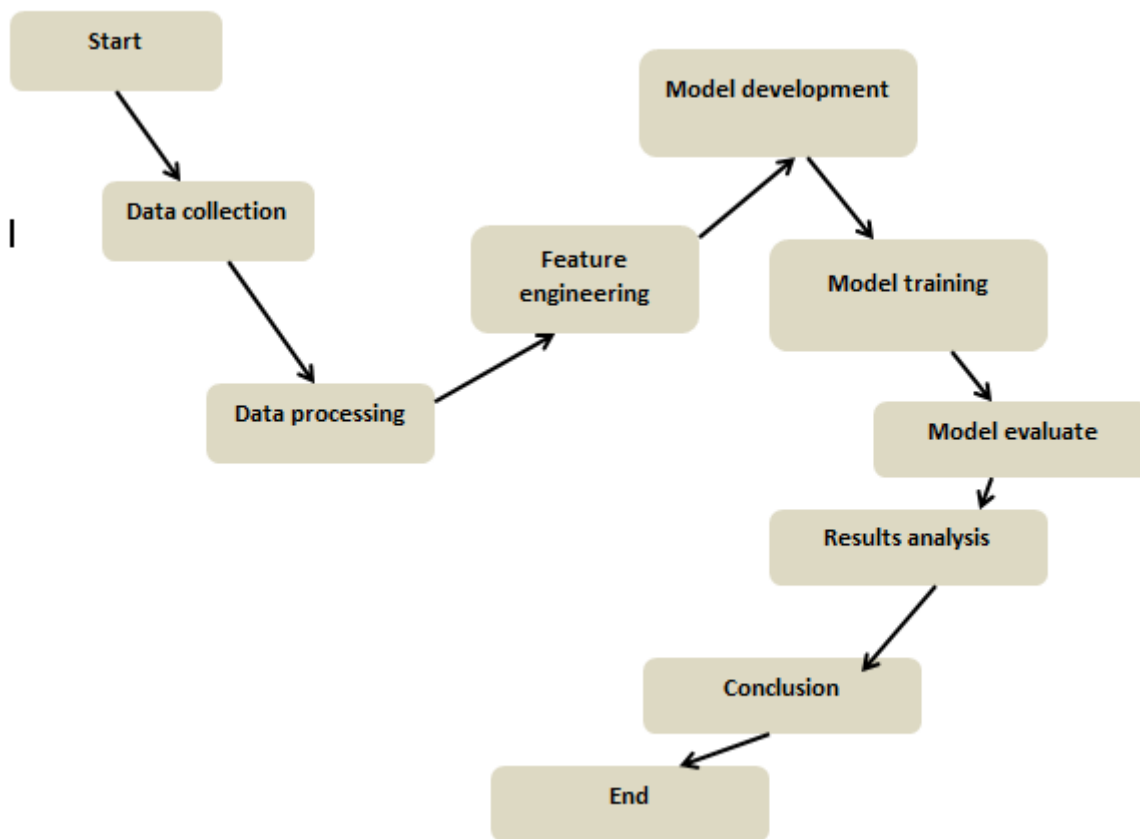 Start
Data collection
Data processing
Feature
engineering
Model development
Model training
Model evaluate
Results analysis
Conclusion
End